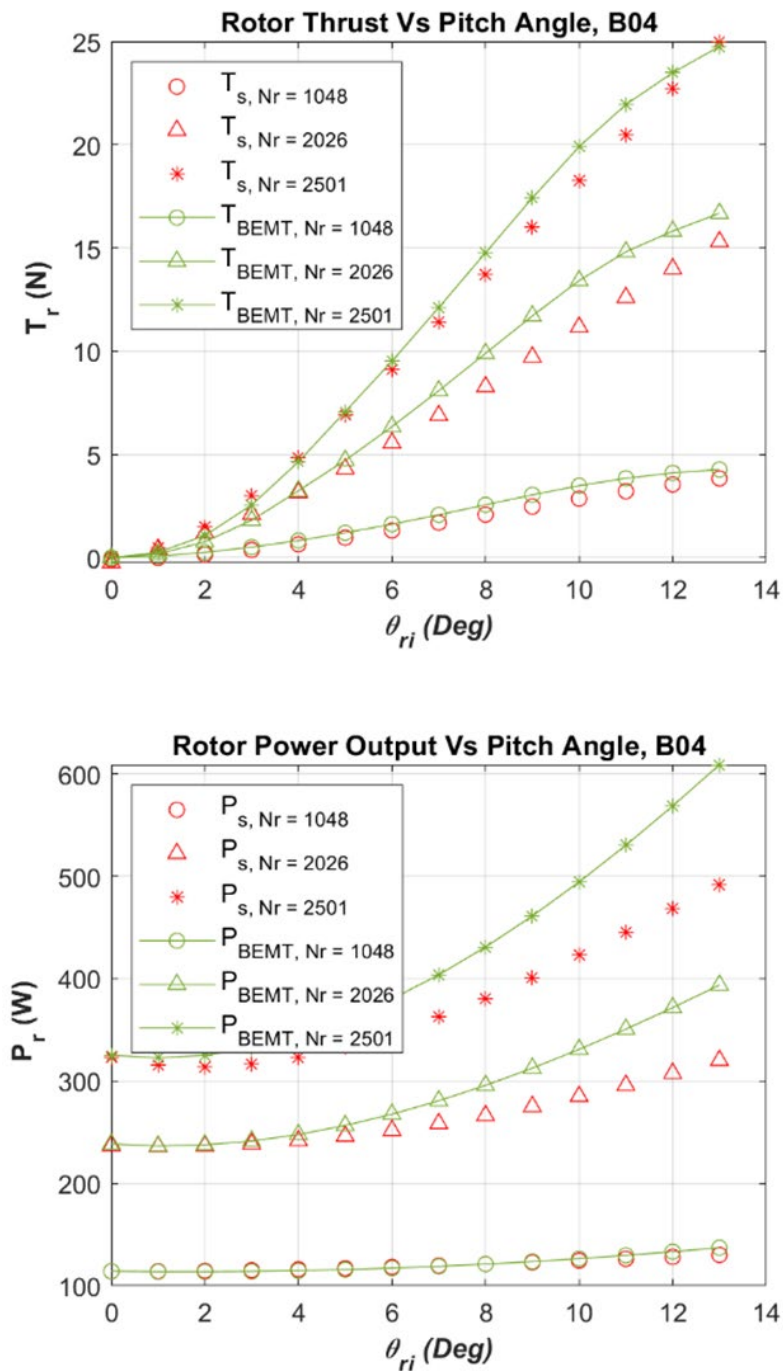 Rotor Thrust Vs Pitch Angle, B04
25
20
15
10
5
0
T_r (N)
T_s, Nr = 1048
T_s, Nr = 2026
T_s, Nr = 2501
T_BEMT, Nr = 1048
T_BEMT, Nr = 2026
T_BEMT, Nr = 2501
0 2 4 6 8 10 12 14
θ_ri (Deg)
Rotor Power Output Vs Pitch Angle, B04
600
500
400
300
200
100
P_r (W)
P_s, Nr = 1048
P_s, Nr = 2026
P_s, Nr = 2501
P_BEMT, Nr = 1048
P_BEMT, Nr = 2026
P_BEMT, Nr = 2501
0 2 4 6 8 10 12 14
θ_ri (Deg)